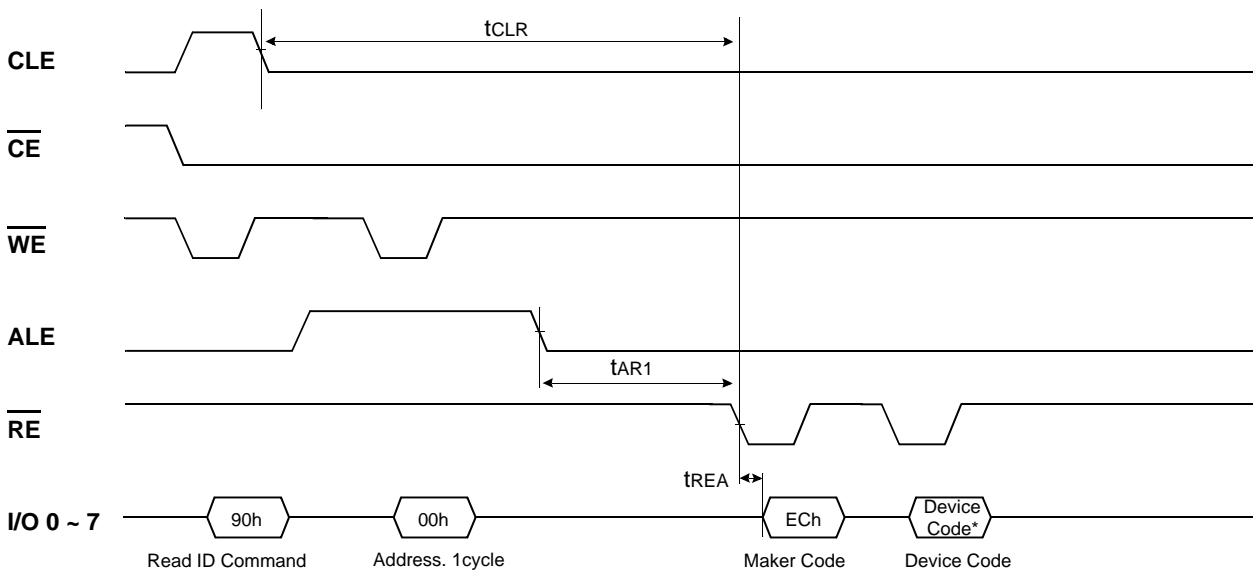 tCLR
CLE
CE
WE
ALE
tAR1
RE
tREA
I/O 0 ~ 7
90h
00h
ECh
Device
Code*
Read ID Command
Address. 1cycle
Maker Code
Device Code